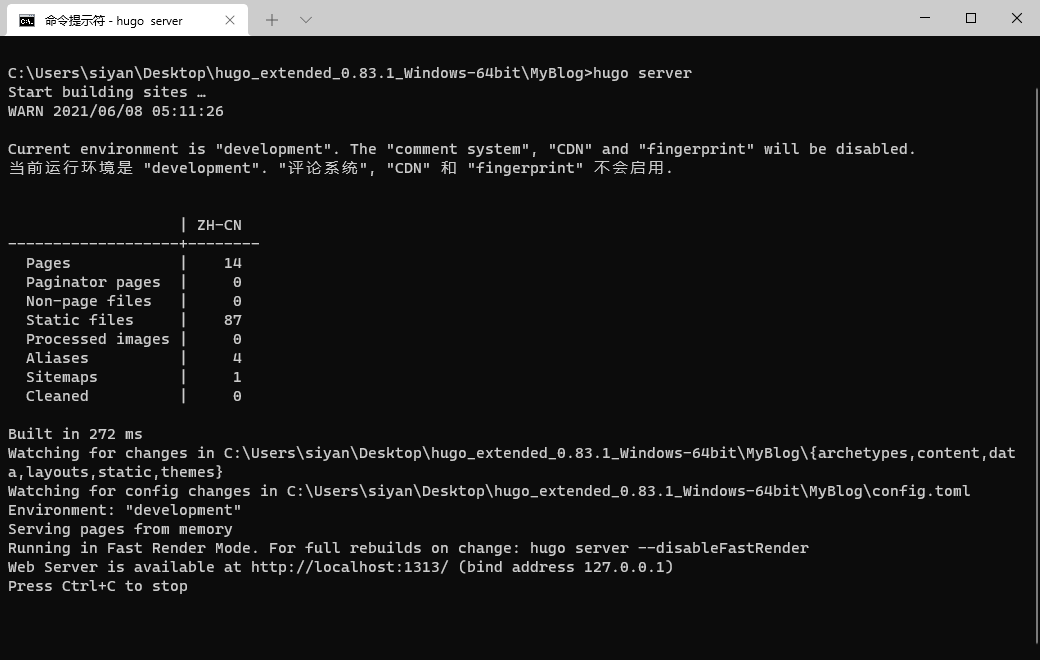 命令提示符 - hugo  server
C:\Users\siyan\Desktop\hugo_extended_0.83.1_Windows-64bit\MyBlog>hugo server
Start building sites …
WARN 2021/06/08 05:11:26
Current environment is "development". The "comment system", "CDN" and "fingerprint" will be disabled.
当前运行环境是 "development". "评论系统", "CDN" 和 "fingerprint" 不会启用.
                   | ZH-CN
-------------------+--------
  Pages            |    14
  Paginator pages  |     0
  Non-page files   |     0
  Static files     |    87
  Processed images |     0
  Aliases          |     4
  Sitemaps         |     1
  Cleaned          |     0
Built in 272 ms
Watching for changes in C:\Users\siyan\Desktop\hugo_extended_0.83.1_Windows-64bit\MyBlog\{archetypes,content,dat
a,layouts,static,themes}
Watching for config changes in C:\Users\siyan\Desktop\hugo_extended_0.83.1_Windows-64bit\MyBlog\config.toml
Environment: "development"
Serving pages from memory
Running in Fast Render Mode. For full rebuilds on change: hugo server --disableFastRender
Web Server is available at http://localhost:1313/ (bind address 127.0.0.1)
Press Ctrl+C to stop